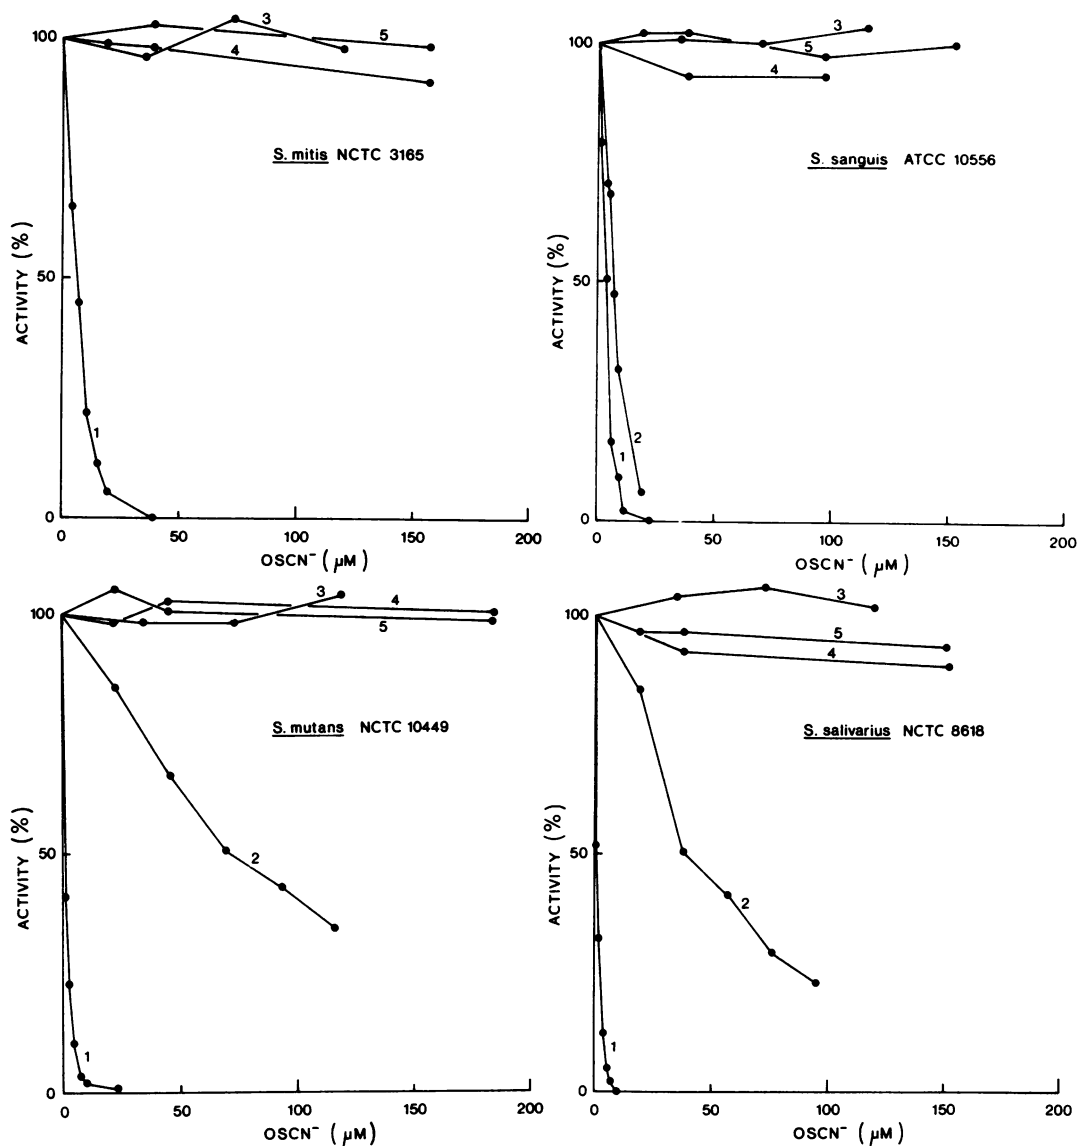 100
50
0
ACTIVITY (%)
3
5
4
1
S. mitis NCTC 3165
0 50 100 150 200
OSCN⁻ (µM)
100
50
0
ACTIVITY (%)
3
5
4
2
1
S. sanguis ATCC 10556
0 50 100 150 200
OSCN⁻ (µM)
100
50
0
ACTIVITY (%)
3
4
5
2
1
S. mutans NCTC 10449
0 50 100 150 200
OSCN⁻ (µM)
100
50
0
ACTIVITY (%)
3
5
4
2
1
S. salivarius NCTC 8618
0 50 100 150 200
OSCN⁻ (µM)